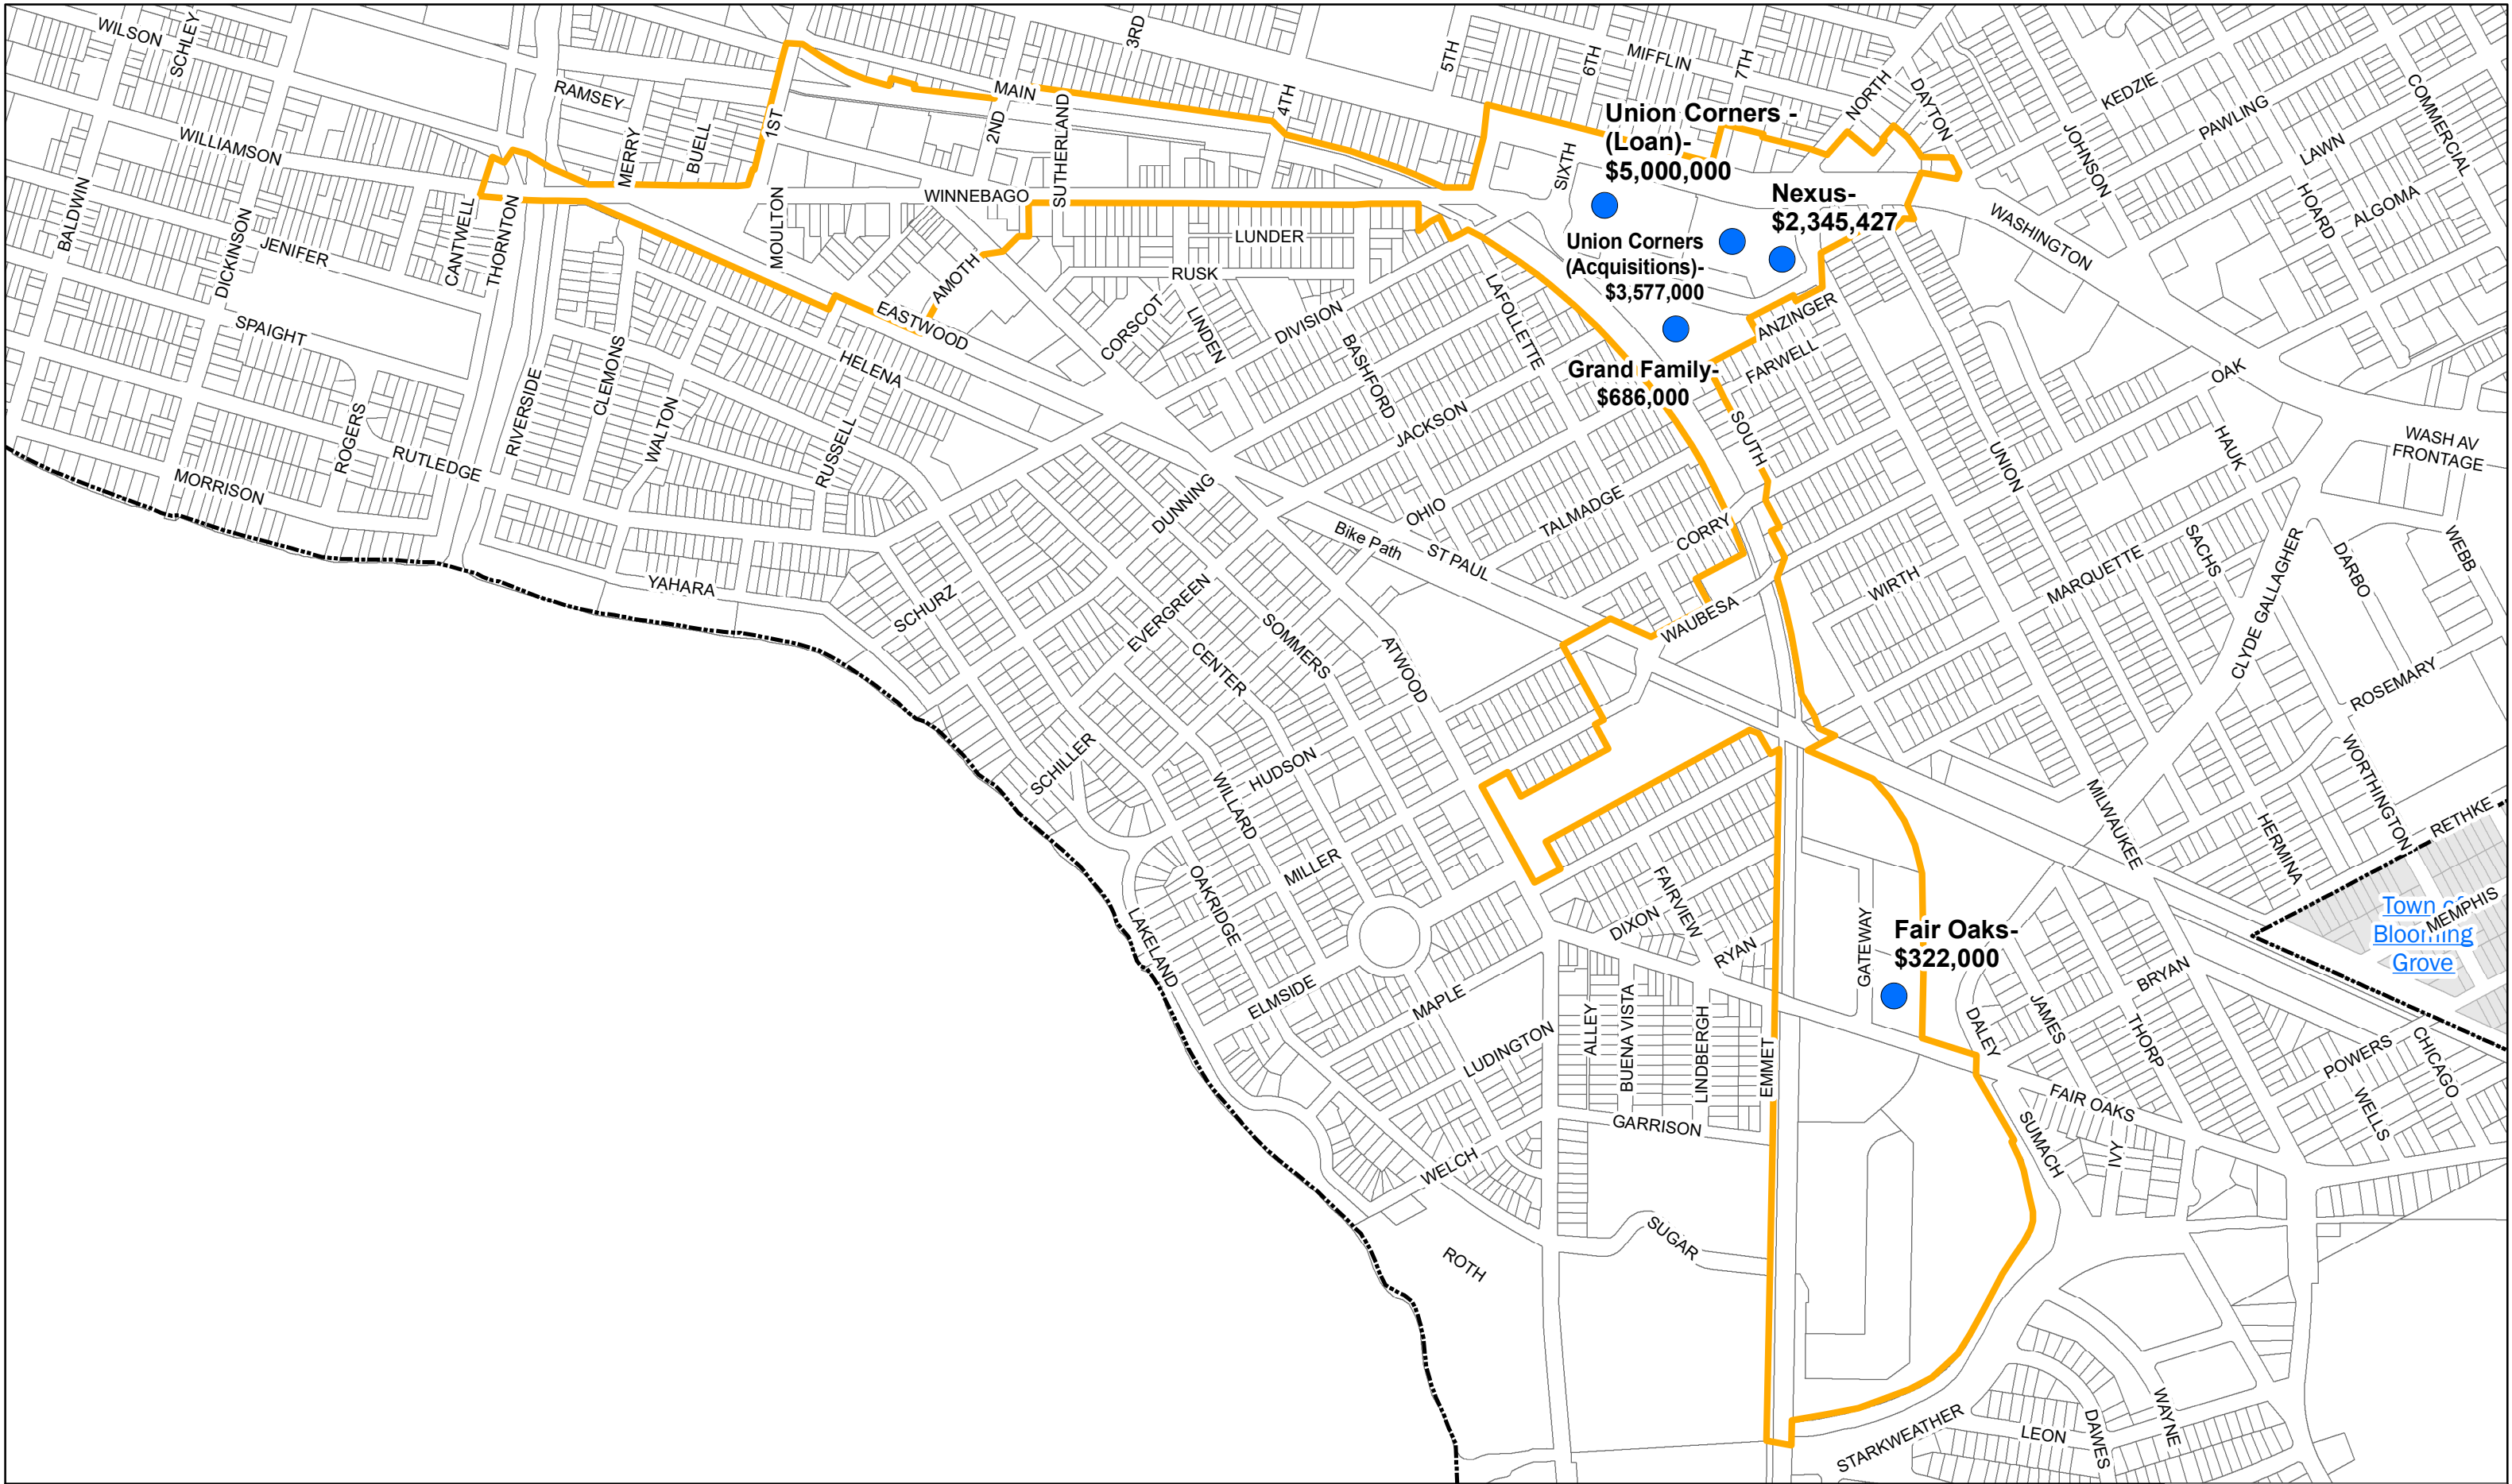 WILSON
SCHLEY
3RD
5TH
6TH
MIFFLIN
7TH
NORTH
DAYTON
KEDZIE
PAWLING
COMMERCIAL
RAMSEY
MAIN
4TH
Union Corners -
(Loan)-
$5,000,000
JOHNSON
LAWN
WILLIAMSON
MERRY
BUELL
1ST
2ND
SUTHERLAND
SIXTH
HOARD
ALGOMA
BALDWIN
DICKINSON
JENIFER
CANTWELL
THORNTON
MOULTON
WINNEBAGO
LUNDER
Nexus-
$2,345,427
WASHINGTON
Union Corners
(Acquisitions)-
$3,577,000
AMOTH
RUSK
LAFOLLETTE
SPAIGHT
EASTWOOD
CORSCOT
LINDEN
DIVISION
BASHFORD
ANZINGER
FARWELL
CLEMONS
HELENA
Grand Family-
$686,000
OAK
ROGERS
RIVERSIDE
WALTON
RUSSELL
JACKSON
SOUTH
UNION
HAUK
WASH AV
FRONTAGE
MORRISON
RUTLEDGE
DUNNING
OHIO
TALMADGE
CORRY
Bike Path
ST PAUL
MARQUETTE
SACHS
CLYDE GALLAGHER
DARBO
WEBB
YAHARA
SCHURZ
EVERGREEN
SOMMERS
WAUBESA
WIRTH
CENTER
ATWOOD
ROSEMARY
SCHILLER
HUDSON
WILLARD
MILWAUKEE
WORTHINGTON
RETHKE
HERMINA
MILLER
OAKRIDGE
LAKELAND
FAIRVIEW
DIXON
RYAN
GATEWAY
Fair Oaks-
$322,000
Town of
Blooming
Grove
MEMPHIS
ELMSIDE
MAPLE
LUDINGTON
ALLEY
BUENA VISTA
LINDBERGH
EMMET
DALEY
JAMES
BRYAN
THORP
POWERS
CHICAGO
WELLS
GARRISON
FAIR OAKS
SUMACH
IVY
WELCH
SUGAR
ROTH
STARKWEATHER
LEON
DAWES
WAYNE